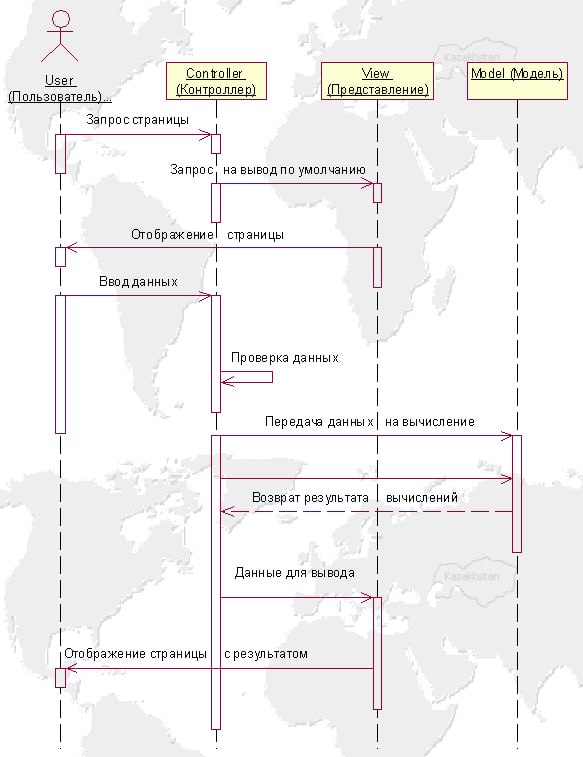 Kazakhstan
User
(Пользователь)...
Controller
(Контроллер)
View
(Представление)
Model (Модель)
Запрос страницы
Запрос на вывод по умолчанию
Отображение страницы
Ввод данных
Проверка данных
Передача данных на вычисление
Возврат результата вычислений
Данные для вывода
Kazakhstan
Отображение страницы с результатом